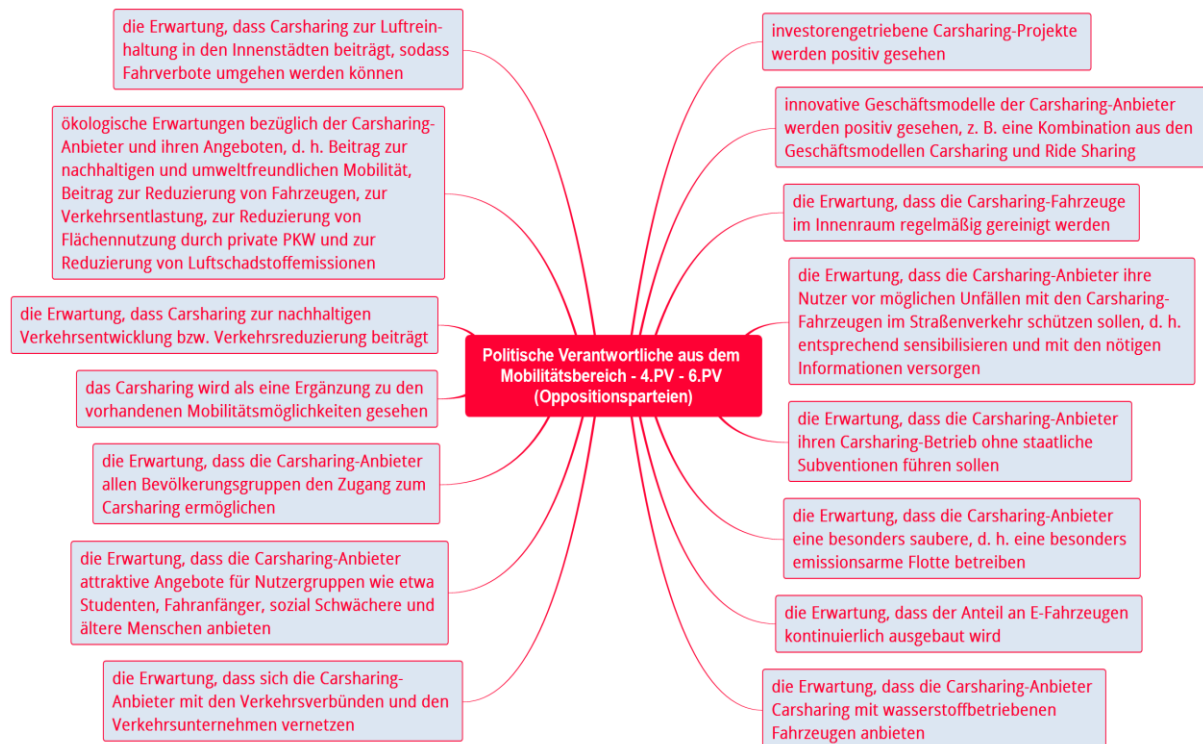 die Erwartung, dass Carsharing zur Luftrein-
haltung in den Innenstädten beiträgt, sodass
Fahrverbote umgehen werden können
ökologische Erwartungen bezüglich der Carsharing-
Anbieter und ihren Angeboten, d. h. Beitrag zur
nachhaltigen und umweltfreundlichen Mobilität,
Beitrag zur Reduzierung von Fahrzeugen, zur
Verkehrsentlastung, zur Reduzierung von
Flächennutzung durch private PKW und zur
Reduzierung von Luftschadstoffemissionen
die Erwartung, dass Carsharing zur nachhaltigen
Verkehrsentwicklung bzw. Verkehrsreduzierung beiträgt
das Carsharing wird als eine Ergänzung zu den
vorhandenen Mobilitätsmöglichkeiten gesehen
die Erwartung, dass die Carsharing-Anbieter
allen Bevölkerungsgruppen den Zugang zum
Carsharing ermöglichen
die Erwartung, dass die Carsharing-Anbieter
attraktive Angebote für Nutzergruppen wie etwa
Studenten, Fahranfänger, sozial Schwächere und
ältere Menschen anbieten
die Erwartung, dass sich die Carsharing-
Anbieter mit den Verkehrsverbünden und den
Verkehrsunternehmen vernetzen
Politische Verantwortliche aus dem
Mobilitätsbereich - 4.PV - 6.PV
(Oppositionsparteien)
investorengetriebene Carsharing-Projekte
werden positiv gesehen
innovative Geschäftsmodelle der Carsharing-Anbieter
werden positiv gesehen, z. B. eine Kombination aus den
Geschäftsmodellen Carsharing und Ride Sharing
die Erwartung, dass die Carsharing-Fahrzeuge
im Innenraum regelmäßig gereinigt werden
die Erwartung, dass die Carsharing-Anbieter ihre
Nutzer vor möglichen Unfällen mit den Carsharing-
Fahrzeugen im Straßenverkehr schützen sollen, d. h.
entsprechend sensibilisieren und mit den nötigen
Informationen versorgen
die Erwartung, dass die Carsharing-Anbieter
ihren Carsharing-Betrieb ohne staatliche
Subventionen führen sollen
die Erwartung, dass die Carsharing-Anbieter
eine besonders saubere, d. h. eine besonders
emissionsarme Flotte betreiben
die Erwartung, dass der Anteil an E-Fahrzeugen
kontinuierlich ausgebaut wird
die Erwartung, dass die Carsharing-Anbieter
Carsharing mit wasserstoffbetriebenen
Fahrzeugen anbieten